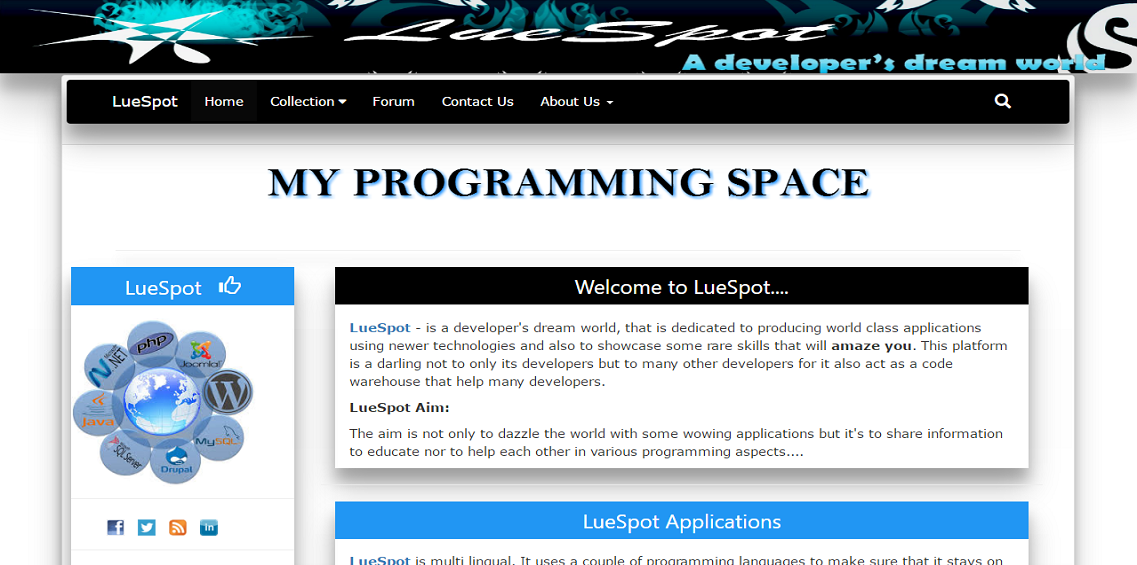 LueSpot
A developer's dream world
LueSpot Home Collection Forum Contact Us About Us
MY PROGRAMMING SPACE
LueSpot
php
.NET
Joomla!
Java
MySQL
SQL Server
Drupal
in
Welcome to LueSpot....
LueSpot - is a developer's dream world, that is dedicated to producing world class applications
using newer technologies and also to showcase some rare skills that will amaze you. This platform
is a darling not to only its developers but to many other developers for it also act as a code
warehouse that help many developers.
LueSpot Aim:
The aim is not only to dazzle the world with some wowing applications but it's to share information
to educate nor to help each other in various programming aspects....
LueSpot Applications
LueSpot is multi lingual. It uses a couple of programming languages to make sure that it stays on